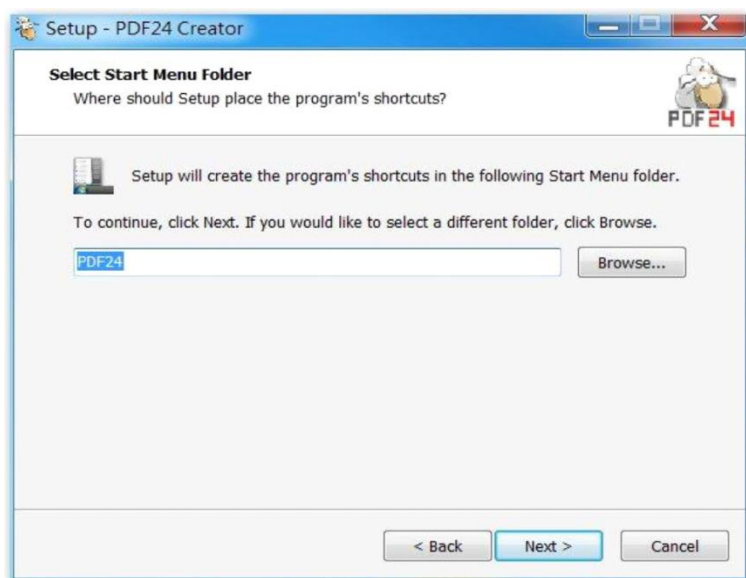 Setup - PDF24 Creator
Select Start Menu Folder
Where should Setup place the program's shortcuts?
PDF24
Setup will create the program's shortcuts in the following Start Menu folder.
To continue, click Next. If you would like to select a different folder, click Browse.
PDF24
Browse...
< Back
Next >
Cancel